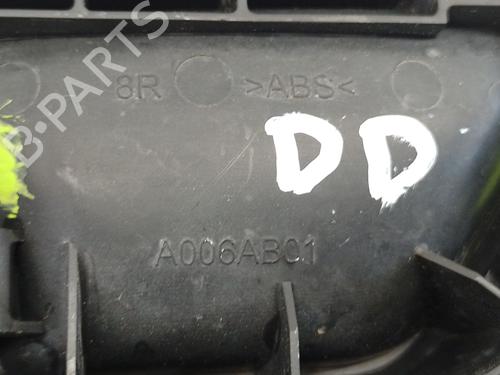 B-PARTS
8R >ABS<
DD
A006AB01